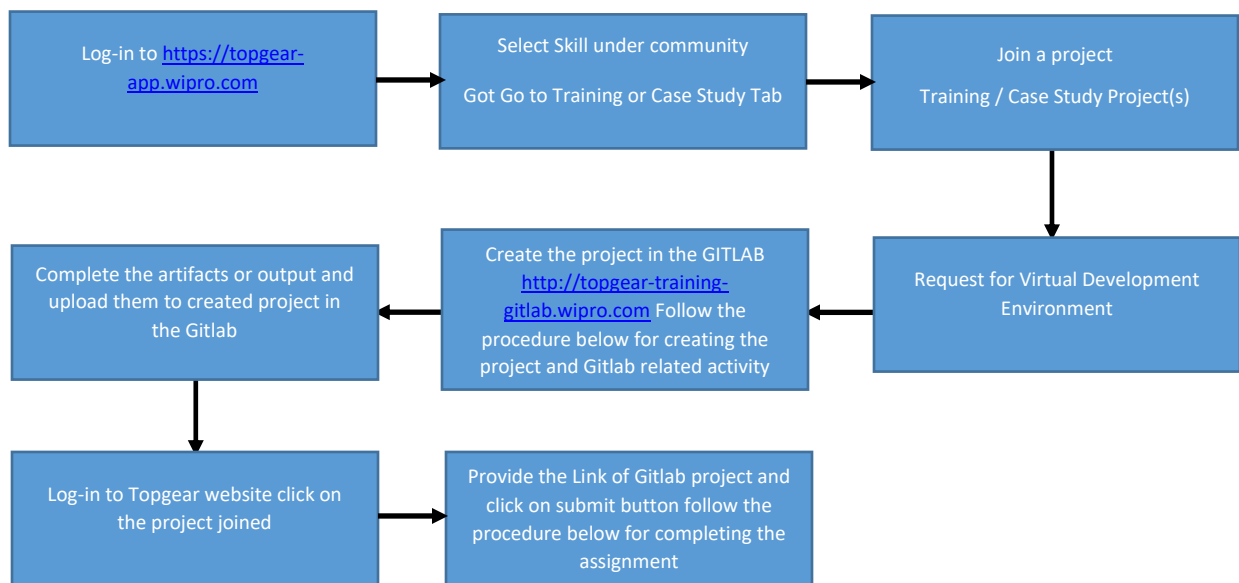 Log-in to https://topgear-
app.wipro.com
Select Skill under community
Got Go to Training or Case Study Tab
Join a project
Training / Case Study Project(s)
Request for Virtual Development
Environment
Create the project in the GITLAB
http://topgear-training-
gitlab.wipro.com Follow the
procedure below for creating the
project and Gitlab related activity
Complete the artifacts or output and
upload them to created project in
the Gitlab
Log-in to Topgear website click on
the project joined
Provide the Link of Gitlab project and
click on submit button follow the
procedure below for completing the
assignment